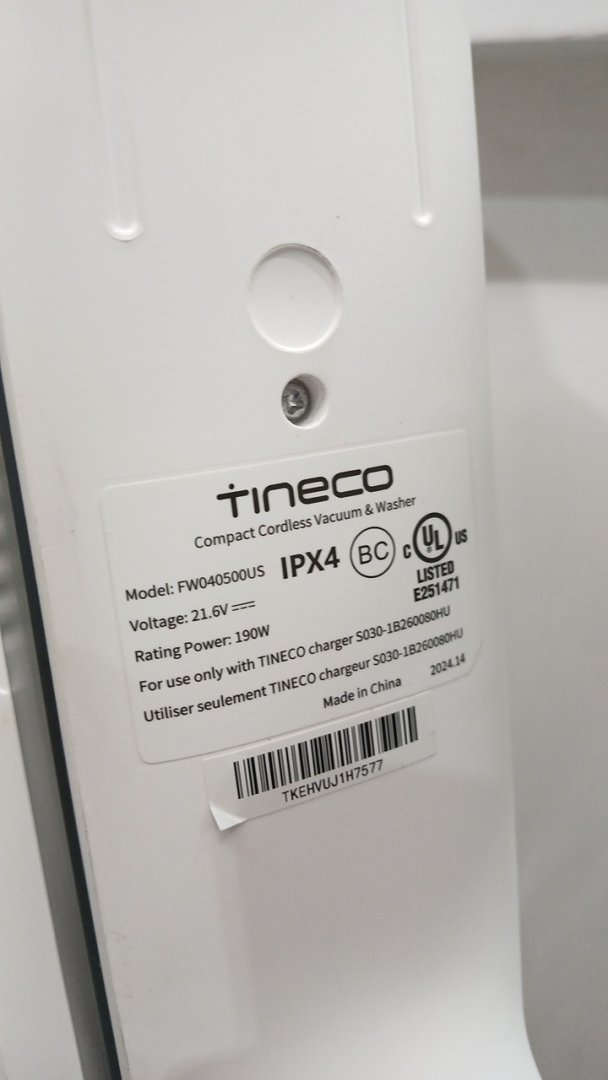 TINECO
Compact Cordless Vacuum & Washer
Model: FW040500US
IPX4
BC
C UL US
LISTED
E251471
Voltage: 21.6V ⎓
Rating Power: 190W
For use only with TINECO charger S030-1B260080HU
Utiliser seulement TINECO chargeur S030-1B260080HU
Made in China
2024.14
TKEHVUJ1H7577